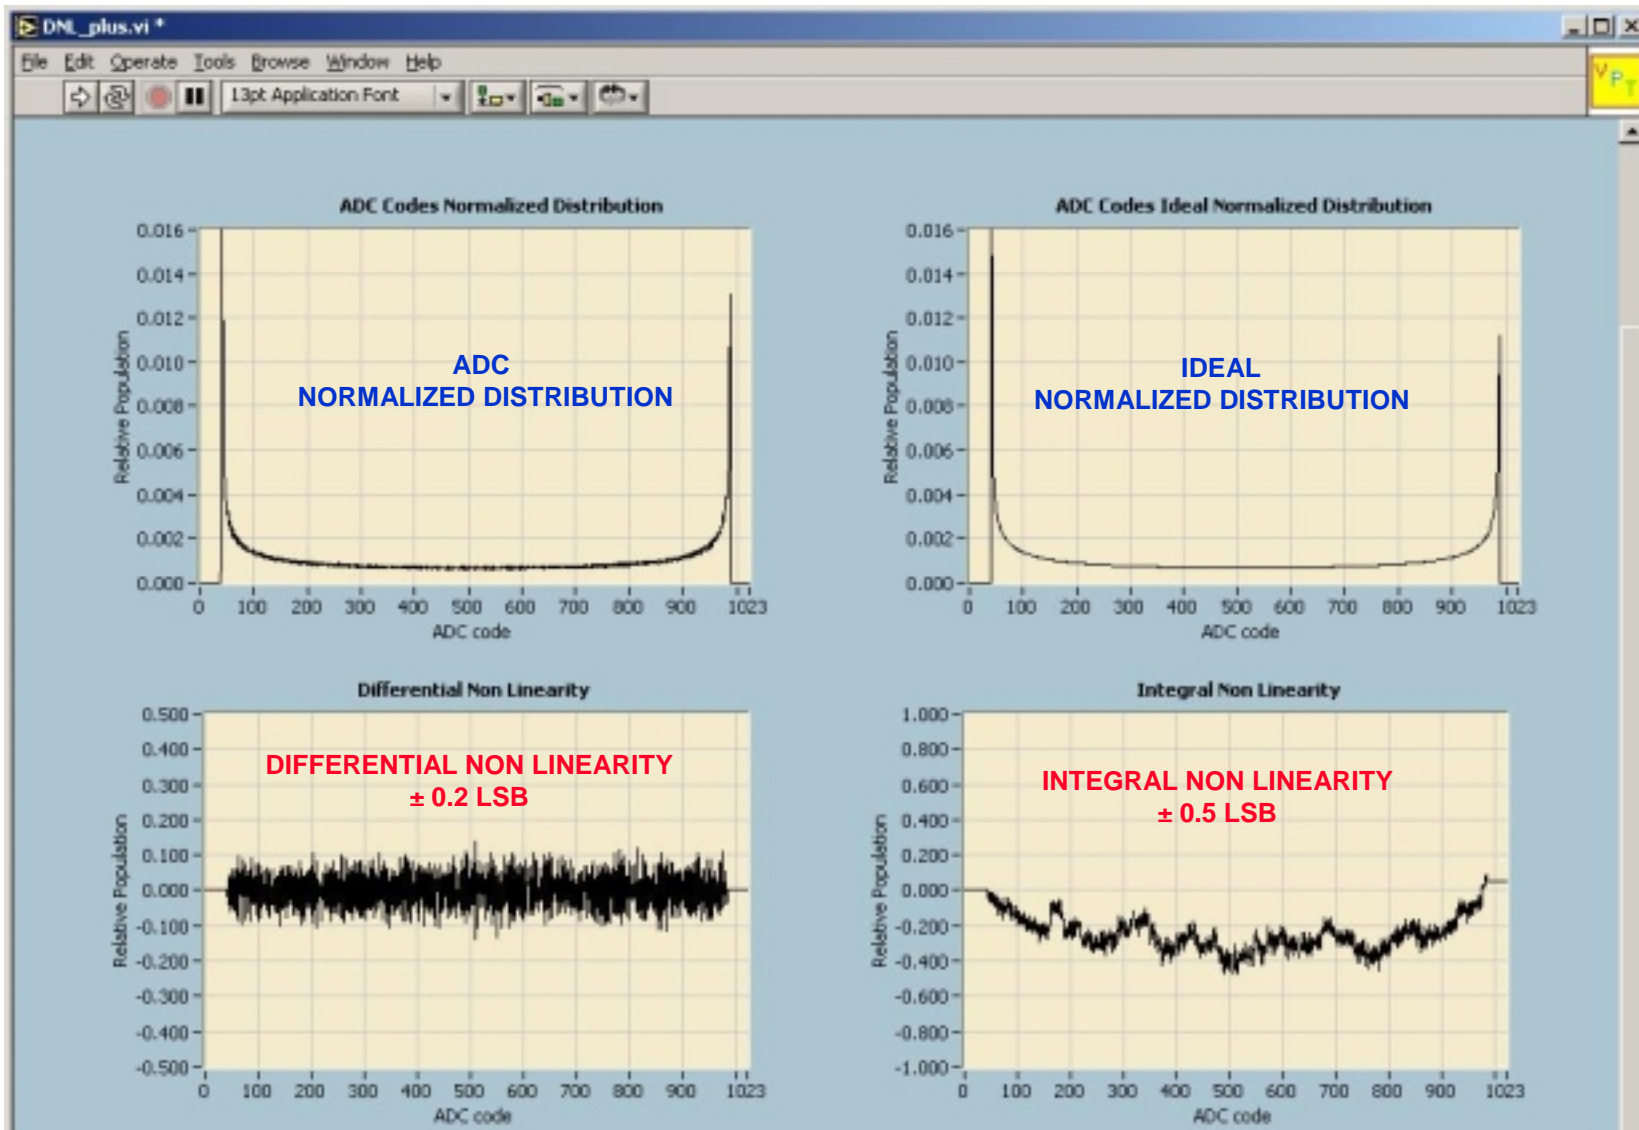 DNL_plus.vi *
File Edit Operate Tools Browse Window Help
13pt Application Font
V P T
ADC Codes Normalized Distribution
Relative Population
0.016
0.014
0.012
0.010
0.008
0.006
0.004
0.002
0.000
ADC
NORMALIZED DISTRIBUTION
0 100 200 300 400 500 600 700 800 900 1023
ADC code
ADC Codes Ideal Normalized Distribution
Relative Population
0.016
0.014
0.012
0.010
0.008
0.006
0.004
0.002
0.000
IDEAL
NORMALIZED DISTRIBUTION
0 100 200 300 400 500 600 700 800 900 1023
ADC code
Differential Non Linearity
Relative Population
0.500
0.400
0.300
0.200
0.100
0.000
-0.100
-0.200
-0.300
-0.400
-0.500
DIFFERENTIAL NON LINEARITY
± 0.2 LSB
0 100 200 300 400 500 600 700 800 900 1023
ADC code
Integral Non Linearity
Relative Population
1.000
0.800
0.600
0.400
0.200
0.000
-0.200
-0.400
-0.600
-0.800
-1.000
INTEGRAL NON LINEARITY
± 0.5 LSB
0 100 200 300 400 500 600 700 800 900 1023
ADC code